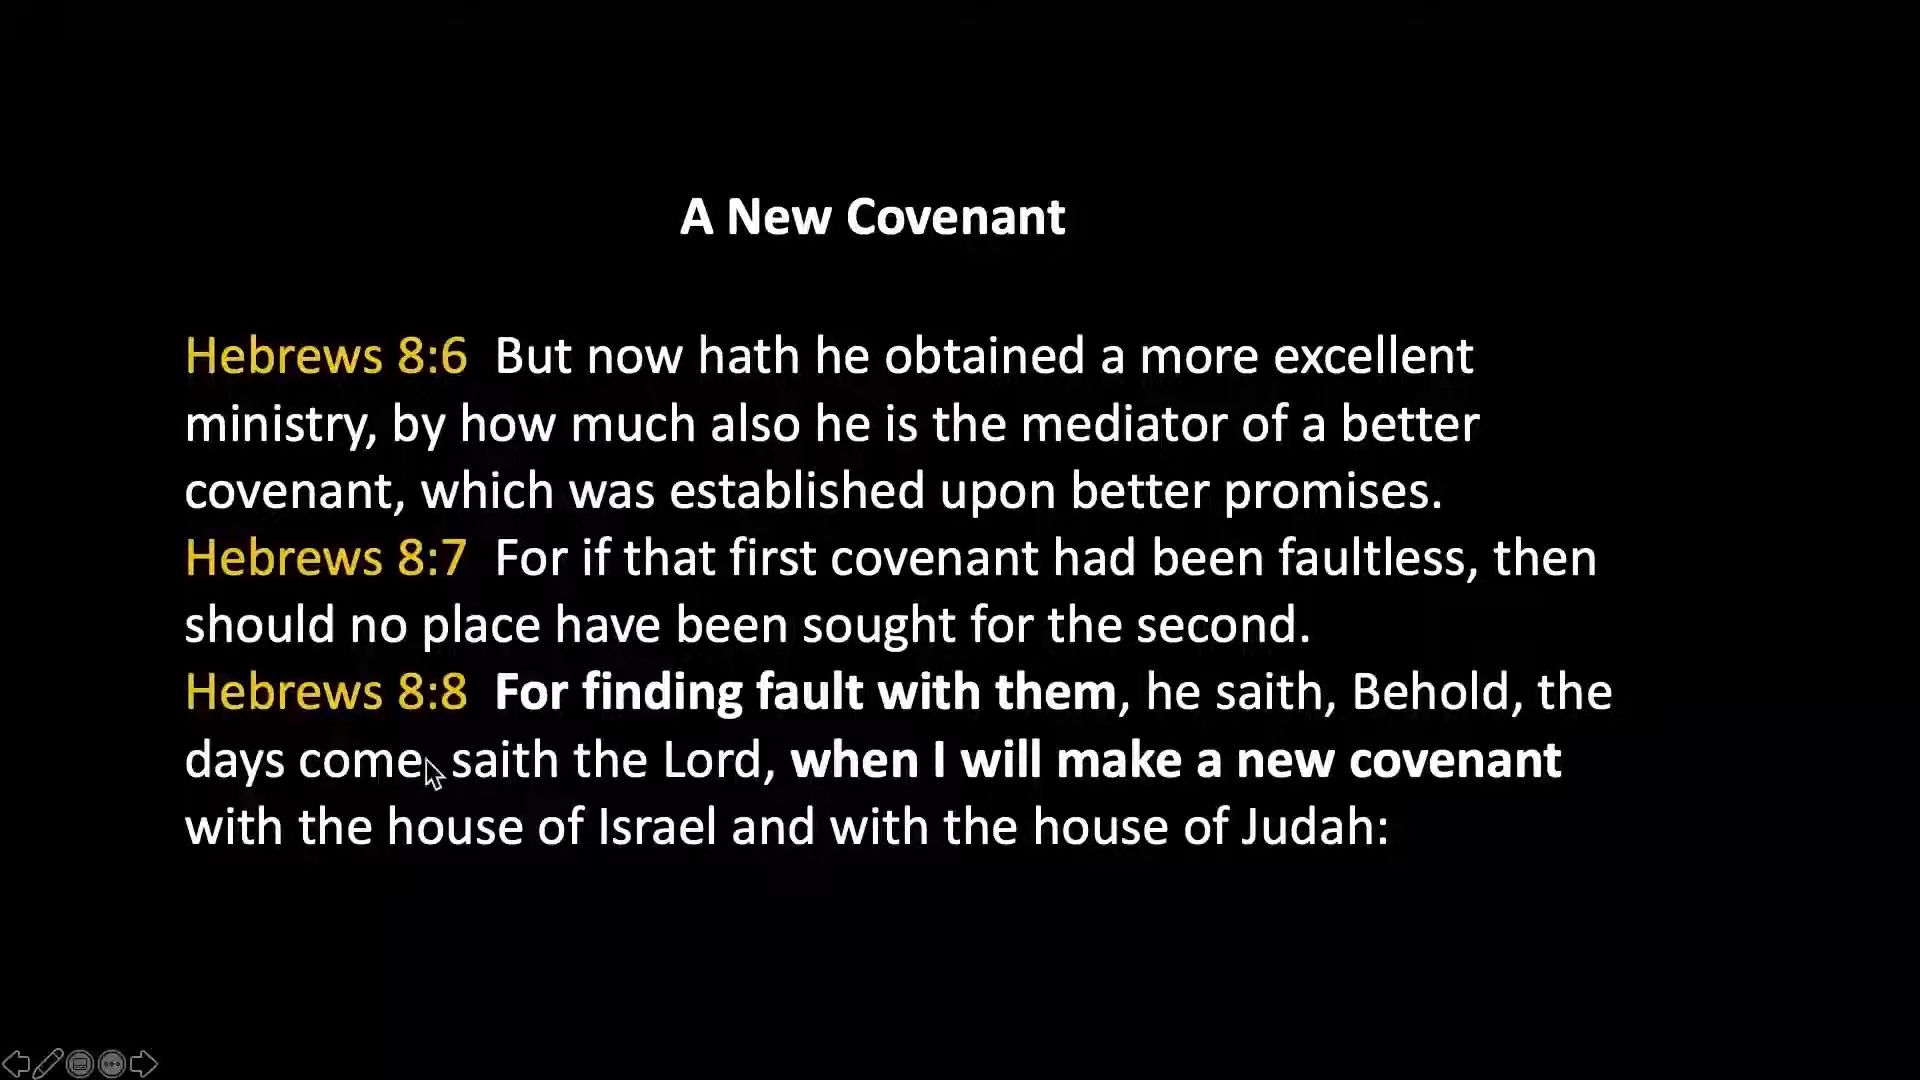 A New Covenant
Hebrews 8:6 But now hath he obtained a more excellent
ministry, by how much also he is the mediator of a better
covenant, which was established upon better promises.
Hebrews 8:7 For if that first covenant had been faultless, then
should no place have been sought for the second.
Hebrews 8:8 For finding fault with them, he saith, Behold, the
days come, saith the Lord, when I will make a new covenant
with the house of Israel and with the house of Judah: